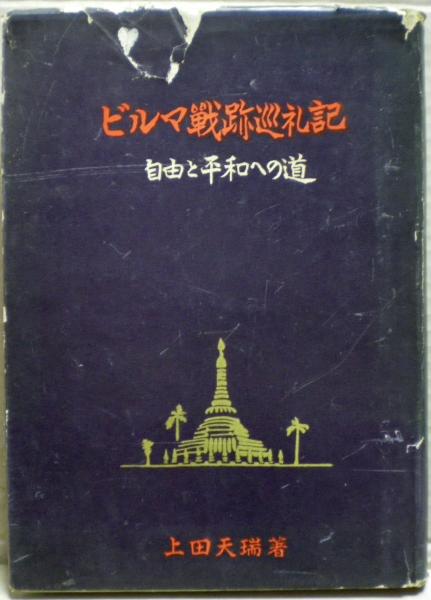 ビルマ戰跡巡礼記
自由と平和への道
上田天瑞著